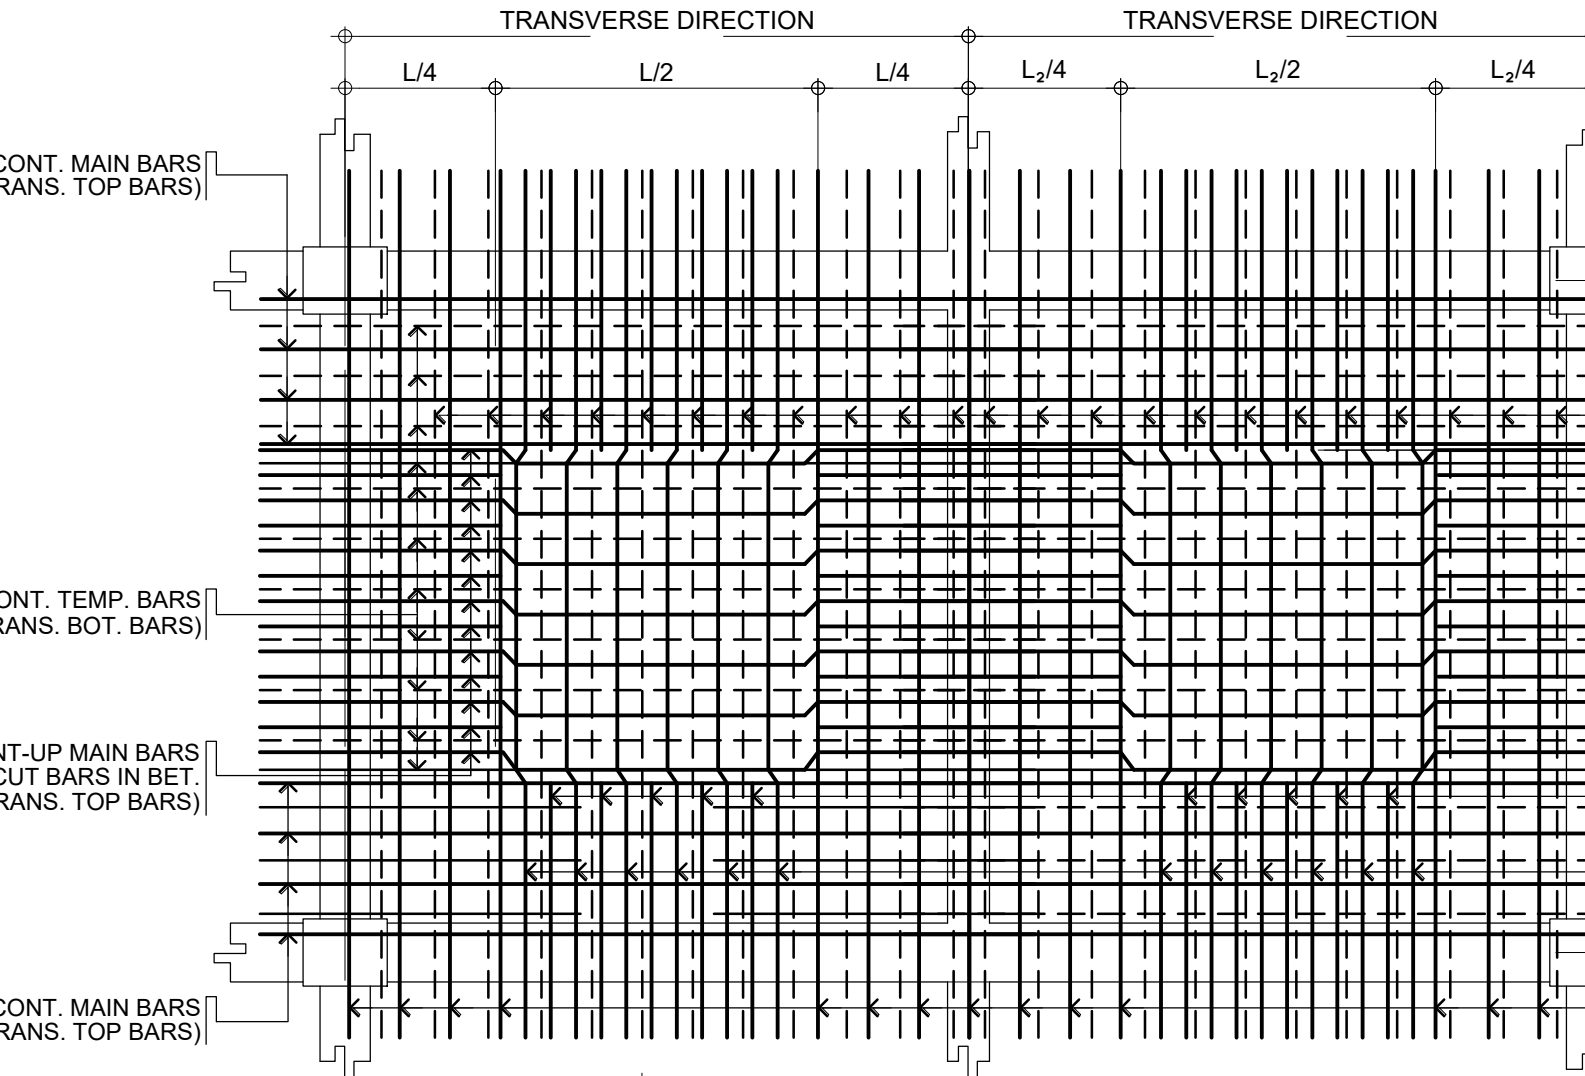 TRANSVERSE DIRECTION TRANSVERSE DIRECTION
L/4 L/2 L/4 L₂/4 L₂/2 L₂/4
CONT. MAIN BARS
RANS. TOP BARS)
ONT. TEMP. BARS
RANS. BOT. BARS)
NT-UP MAIN BARS
CUT BARS IN BET.
RANS. TOP BARS)
CONT. MAIN BARS
RANS. TOP BARS)